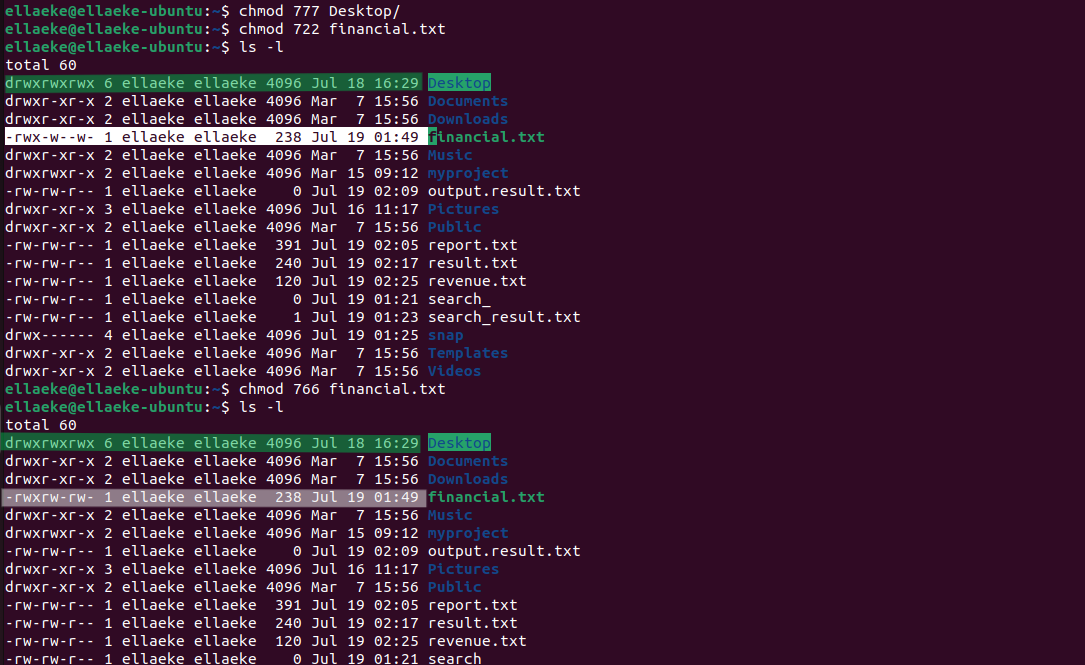 ellaeke@ellaeke-ubuntu:~$ chmod 777 Desktop/
ellaeke@ellaeke-ubuntu:~$ chmod 722 financial.txt
ellaeke@ellaeke-ubuntu:~$ ls -l
total 60
drwxrwxrwx 6 ellaeke ellaeke 4096 Jul 18 16:29 Desktop
drwxr-xr-x 2 ellaeke ellaeke 4096 Mar  7 15:56 Documents
drwxr-xr-x 2 ellaeke ellaeke 4096 Mar  7 15:56 Downloads
-rwx-w--w- 1 ellaeke ellaeke  238 Jul 19 01:49 financial.txt
drwxr-xr-x 2 ellaeke ellaeke 4096 Mar  7 15:56 Music
drwxrwxr-x 2 ellaeke ellaeke 4096 Mar 15 09:12 myproject
-rw-rw-r-- 1 ellaeke ellaeke    0 Jul 19 02:09 output.result.txt
drwxr-xr-x 3 ellaeke ellaeke 4096 Jul 16 11:17 Pictures
drwxr-xr-x 2 ellaeke ellaeke 4096 Mar  7 15:56 Public
-rw-rw-r-- 1 ellaeke ellaeke  391 Jul 19 02:05 report.txt
-rw-rw-r-- 1 ellaeke ellaeke  240 Jul 19 02:17 result.txt
-rw-rw-r-- 1 ellaeke ellaeke  120 Jul 19 02:25 revenue.txt
-rw-rw-r-- 1 ellaeke ellaeke    0 Jul 19 01:21 search_
-rw-rw-r-- 1 ellaeke ellaeke    1 Jul 19 01:23 search_result.txt
drwx------ 4 ellaeke ellaeke 4096 Jul 19 01:25 snap
drwxr-xr-x 2 ellaeke ellaeke 4096 Mar  7 15:56 Templates
drwxr-xr-x 2 ellaeke ellaeke 4096 Mar  7 15:56 Videos
ellaeke@ellaeke-ubuntu:~$ chmod 766 financial.txt
ellaeke@ellaeke-ubuntu:~$ ls -l
total 60
drwxrwxrwx 6 ellaeke ellaeke 4096 Jul 18 16:29 Desktop
drwxr-xr-x 2 ellaeke ellaeke 4096 Mar  7 15:56 Documents
drwxr-xr-x 2 ellaeke ellaeke 4096 Mar  7 15:56 Downloads
-rwxrw-rw- 1 ellaeke ellaeke  238 Jul 19 01:49 financial.txt
drwxr-xr-x 2 ellaeke ellaeke 4096 Mar  7 15:56 Music
drwxrwxr-x 2 ellaeke ellaeke 4096 Mar 15 09:12 myproject
-rw-rw-r-- 1 ellaeke ellaeke    0 Jul 19 02:09 output.result.txt
drwxr-xr-x 3 ellaeke ellaeke 4096 Jul 16 11:17 Pictures
drwxr-xr-x 2 ellaeke ellaeke 4096 Mar  7 15:56 Public
-rw-rw-r-- 1 ellaeke ellaeke  391 Jul 19 02:05 report.txt
-rw-rw-r-- 1 ellaeke ellaeke  240 Jul 19 02:17 result.txt
-rw-rw-r-- 1 ellaeke ellaeke  120 Jul 19 02:25 revenue.txt
-rw-rw-r-- 1 ellaeke ellaeke    0 Jul 19 01:21 search